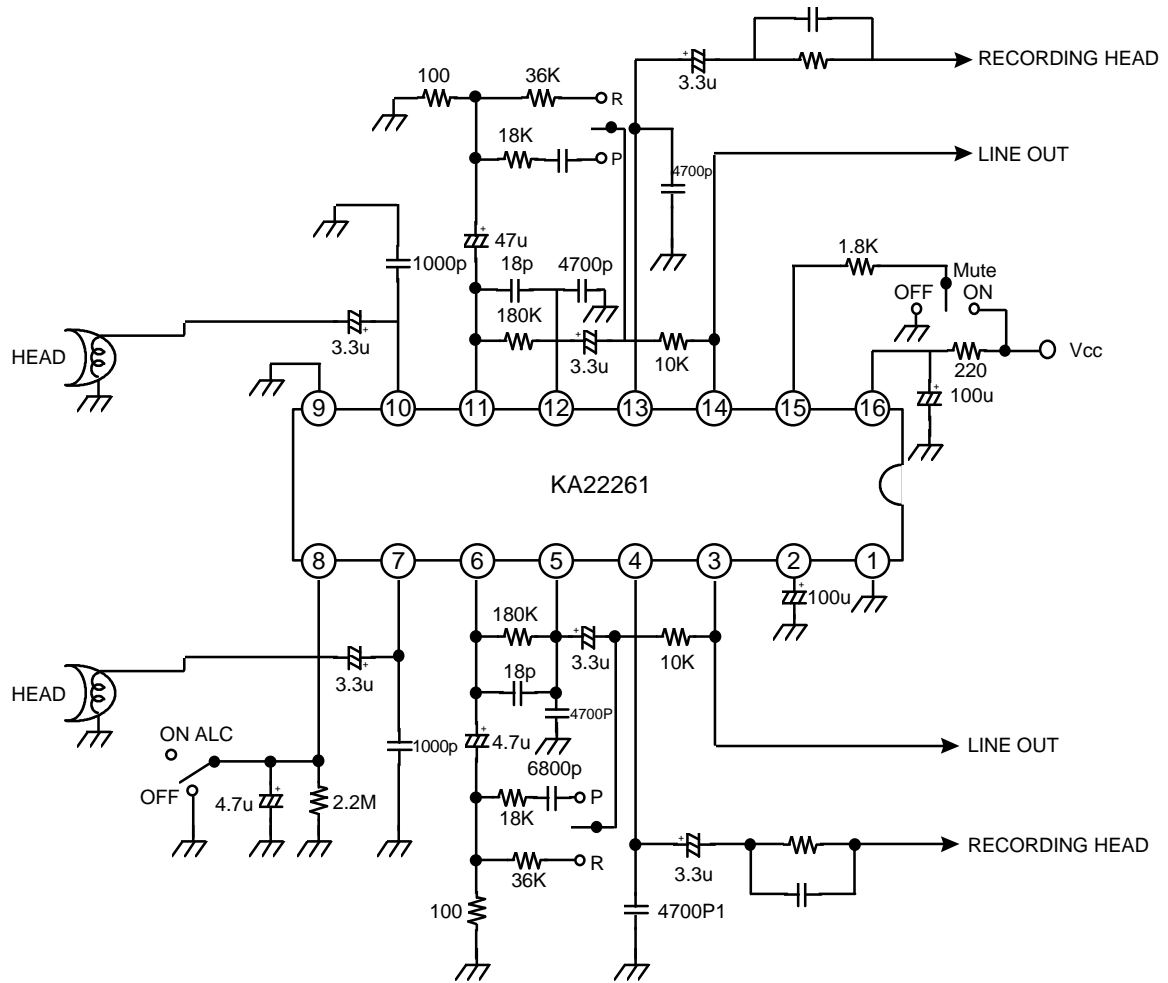 3.3u
RECORDING HEAD
100
36K
R
18K
P
4700p
LINE OUT
47u
1000p
18p
4700p
180K
3.3u
10K
3.3u
HEAD
1.8K
Mute
OFF
ON
Vcc
220
100u
9
10
11
12
13
14
15
16
KA22261
8
7
6
5
4
3
2
1
100u
180K
3.3u
10K
18p
4700P
3.3u
HEAD
ON ALC
OFF
4.7u
2.2M
1000p
4.7u
6800p
P
18K
36K
R
100
LINE OUT
3.3u
RECORDING HEAD
4700P1